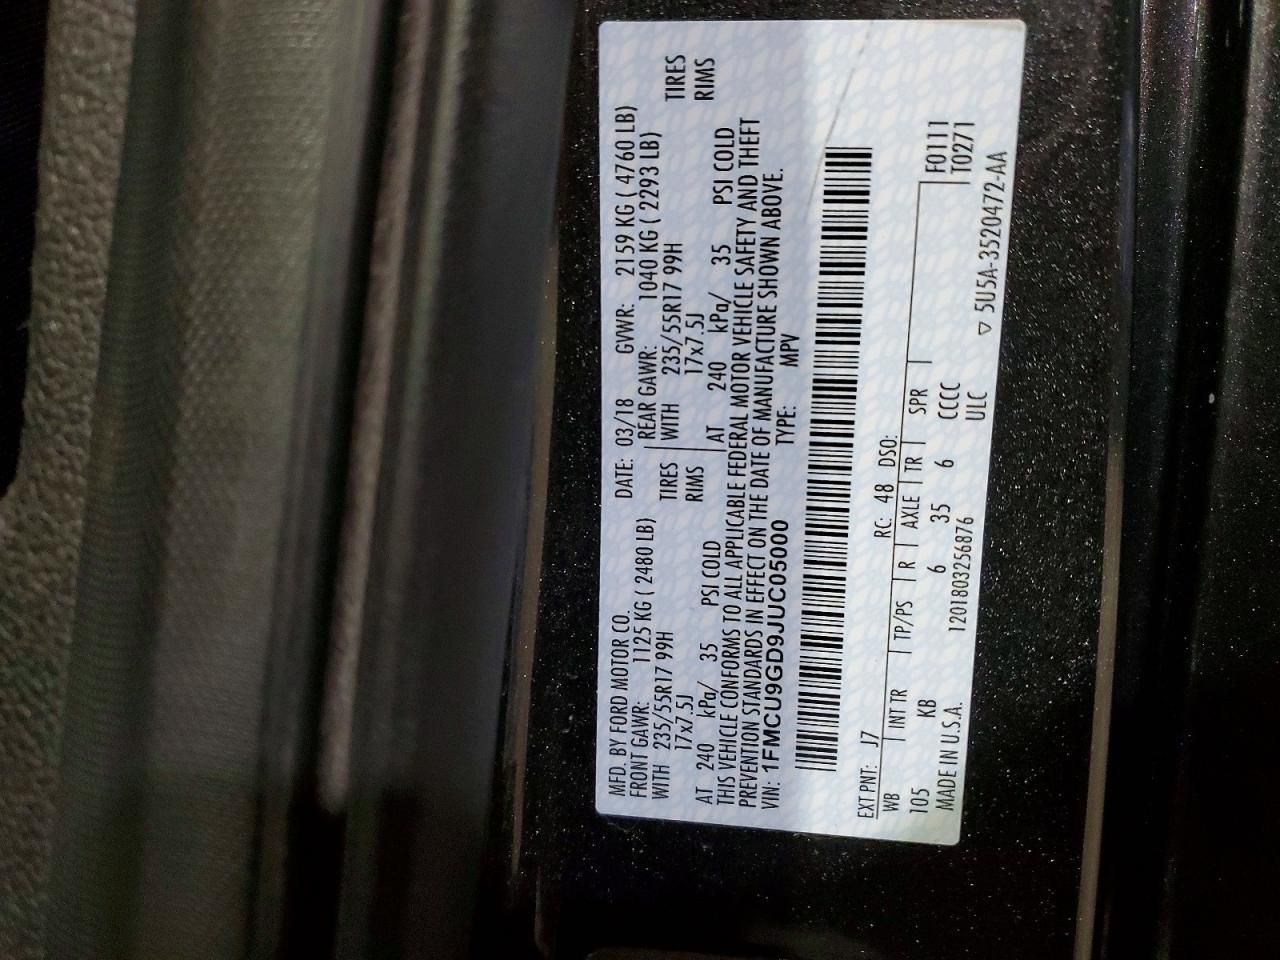 MFD. BY FORD MOTOR CO.
DATE: 03/18 GVWR: 2159 KG ( 4760 LB)
FRONT GAWR: 1125 KG ( 2480 LB)
REAR GAWR: 1040 KG ( 2293 LB)
WITH 235/55R17 99H TIRES
WITH 235/55R17 99H TIRES
17x7.5J RIMS
17x7.5J RIMS
AT 240 kPa/ 35 PSI COLD
AT 240 kPa/ 35 PSI COLD
THIS VEHICLE CONFORMS TO ALL APPLICABLE FEDERAL MOTOR VEHICLE SAFETY AND THEFT
PREVENTION STANDARDS IN EFFECT ON THE DATE OF MANUFACTURE SHOWN ABOVE.
VIN: 1FMCU9GD9JUC05000 TYPE: MPV
EXT PNT: J7 RC: 48 DSO:
WB INT TR TP/PS R AXLE TR SPR F0111
T0271
105 KB 6 35 6 CCCC
MADE IN U.S.A. 1201803256876 ULC
▽ 5U5A-3520472-AA